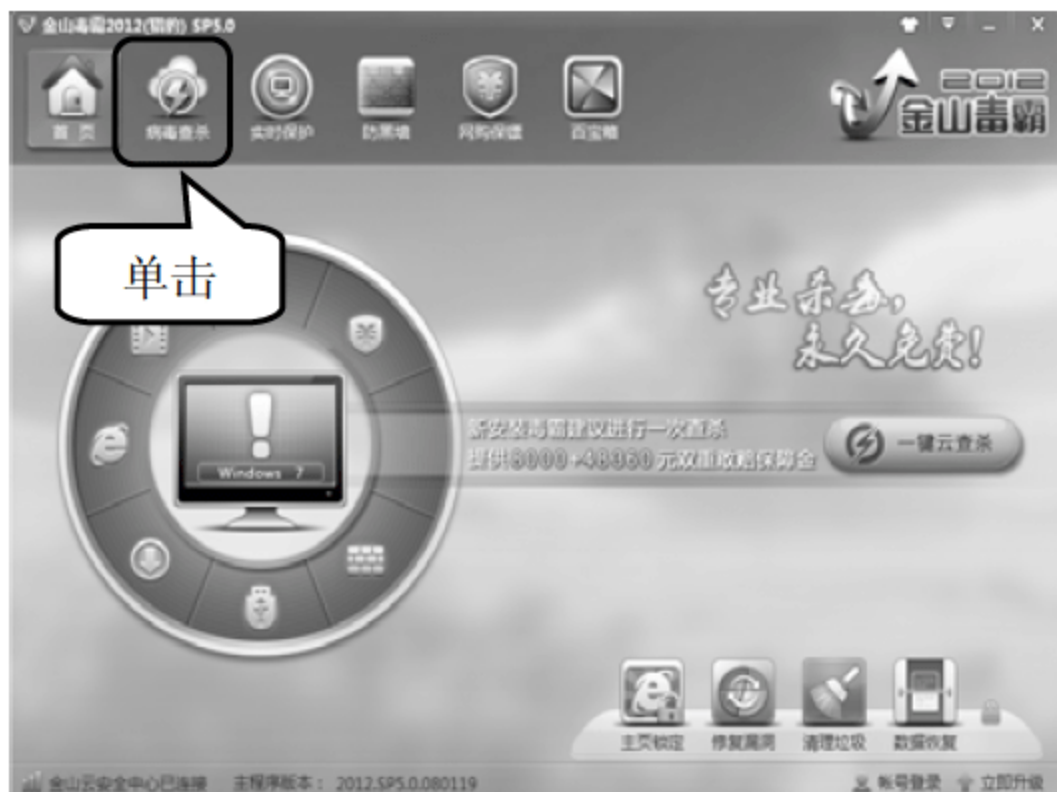 金山毒霸2012(猎豹) SP5.0
首页
病毒查杀
实时保护
防黑墙
网购保镖
百宝箱
2012
金山毒霸
单击
专业杀毒,
永久免费!
Windows 7
新安装毒霸建议进行一次查杀
提供8000+48360元双重敢赔保障金
一键云查杀
主页锁定
修复漏洞
清理垃圾
数据恢复
金山云安全中心已连接
主程序版本： 2012.SP5.0.080119
帐号登录
立即升级